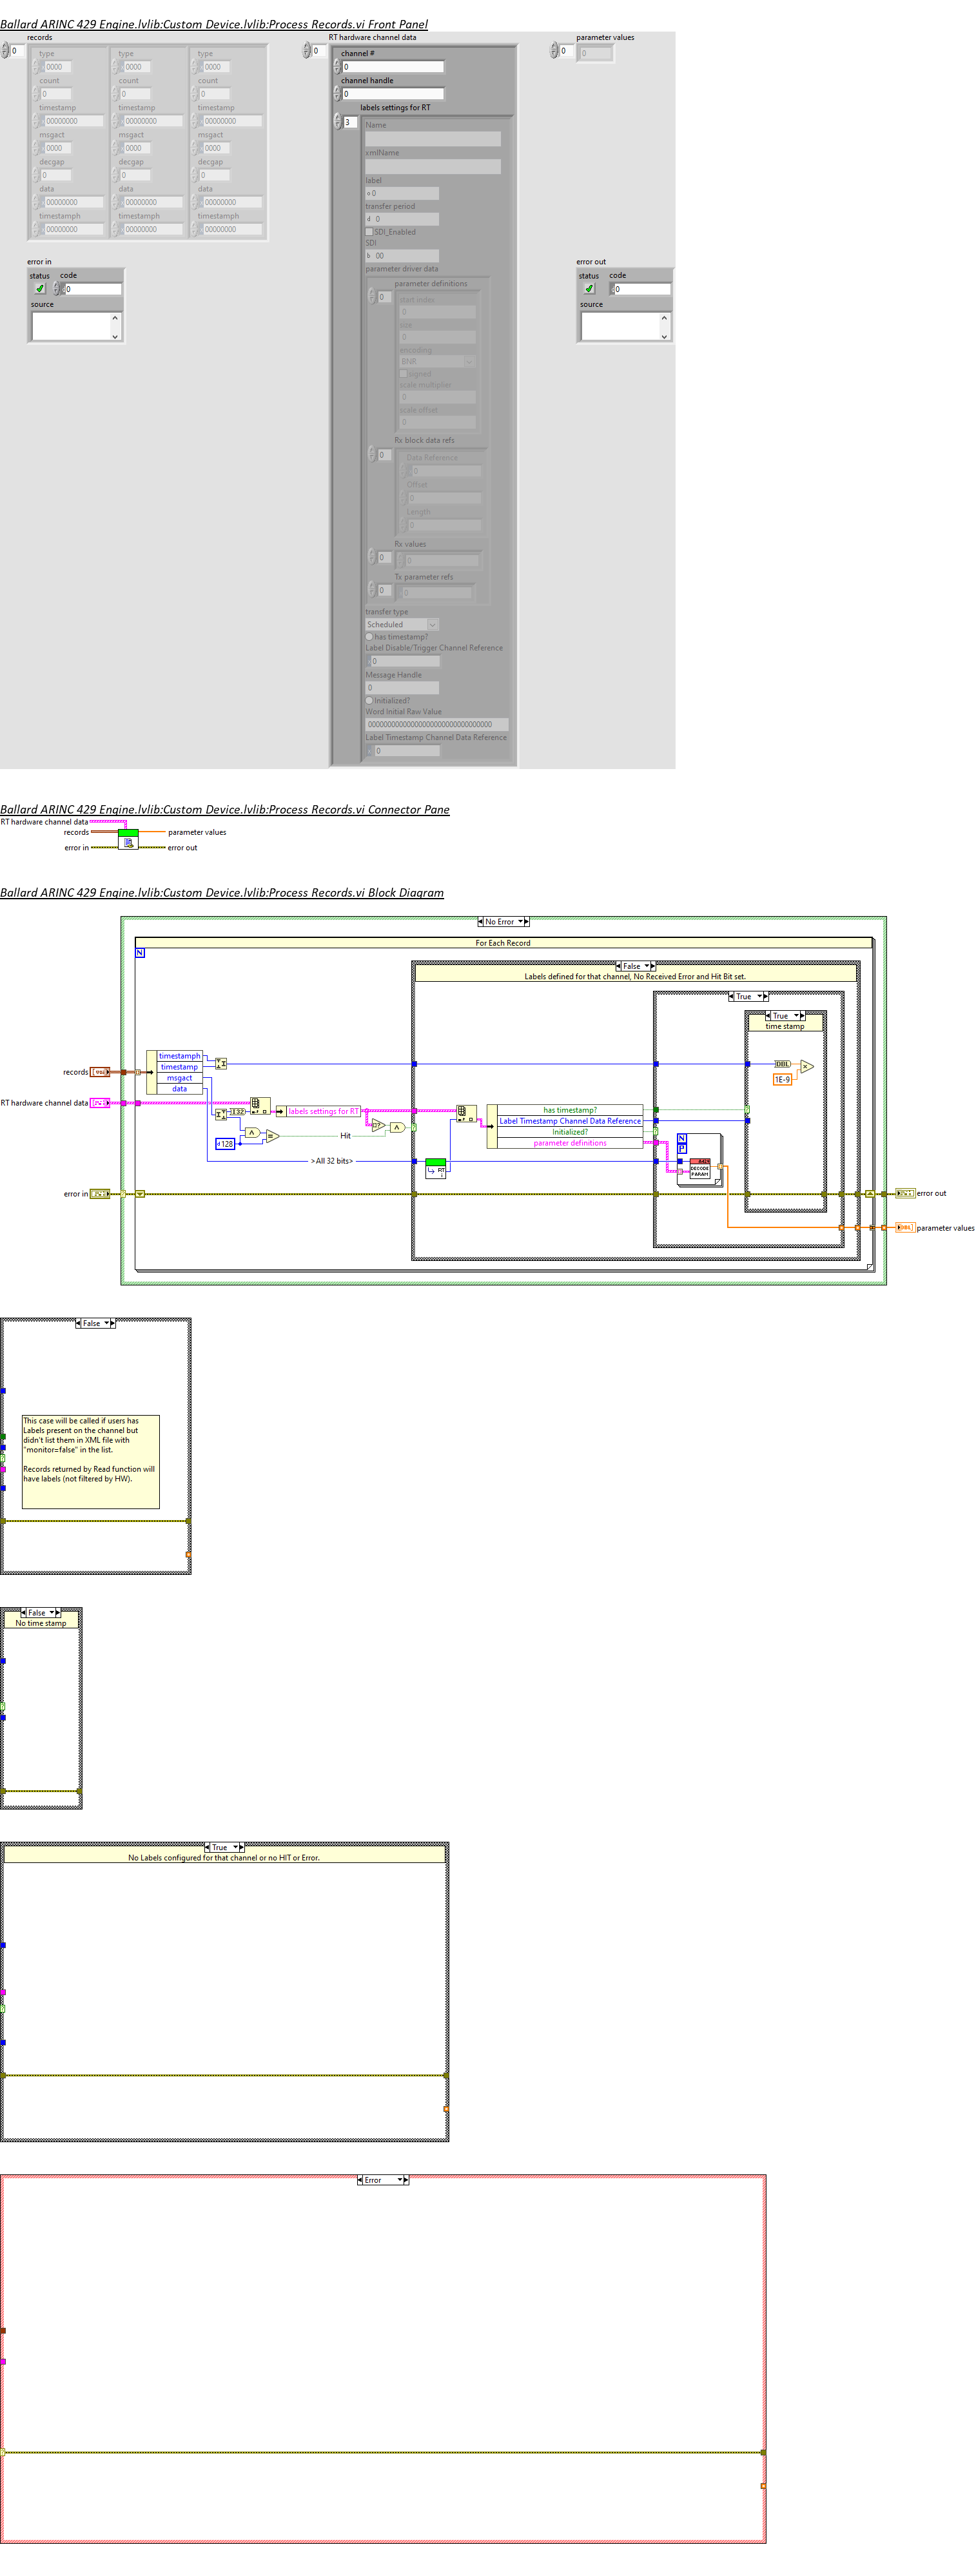 Ballard ARINC 429 Engine.lvlib:Custom Device.lvlib:Process Records.vi Front Panel
records
0
type
0000
count
0
timestamp
00000000
msgact
0000
decgap
0
data
00000000
timestamph
00000000
type
0000
count
0
timestamp
00000000
msgact
0000
decgap
0
data
00000000
timestamph
00000000
type
0000
count
0
timestamp
00000000
msgact
0000
decgap
0
data
00000000
timestamph
00000000
error in
status code
0
source
RT hardware channel data
0
channel #
0
channel handle
0
labels settings for RT
3
Name
xmlName
label
o 0
transfer period
d 0
SDI_Enabled
SDI
b 00
parameter driver data
parameter definitions
0
start index
0
size
0
encoding
BNR
signed
scale multiplier
0
scale offset
0
Rx block data refs
0
Data Reference
0
Offset
0
Length
0
Rx values
0
0
Tx parameter refs
0
0
transfer type
Scheduled
has timestamp?
Label Disable/Trigger Channel Reference
0
Message Handle
0
Initialized?
Word Initial Raw Value
00000000000000000000000000000000
Label Timestamp Channel Data Reference
0
parameter values
0
0
error out
status code
0
source
Ballard ARINC 429 Engine.lvlib:Custom Device.lvlib:Process Records.vi Connector Pane
RT hardware channel data
records
error in
parameter values
error out
Ballard ARINC 429 Engine.lvlib:Custom Device.lvlib:Process Records.vi Block Diagram
No Error
For Each Record
N
False
Labels defined for that channel, No Received Error and Hit Bit set.
True
True
time stamp
timestamph
timestamp
msgact
data
records
RT hardware channel data
I32
labels settings for RT
d 128
Hit
>All 32 bits>
RT
i
has timestamp?
Label Timestamp Channel Data Reference
Initialized?
parameter definitions
N
P
DECODE
PARAM
DBL
1E-9
error in
error out
parameter values
False
This case will be called if users has
Labels present on the channel but
didn't list them in XML file with
"monitor=false" in the list.
Records returned by Read function will
have labels (not filtered by HW).
False
No time stamp
True
No Labels configured for that channel or no HIT or Error.
Error